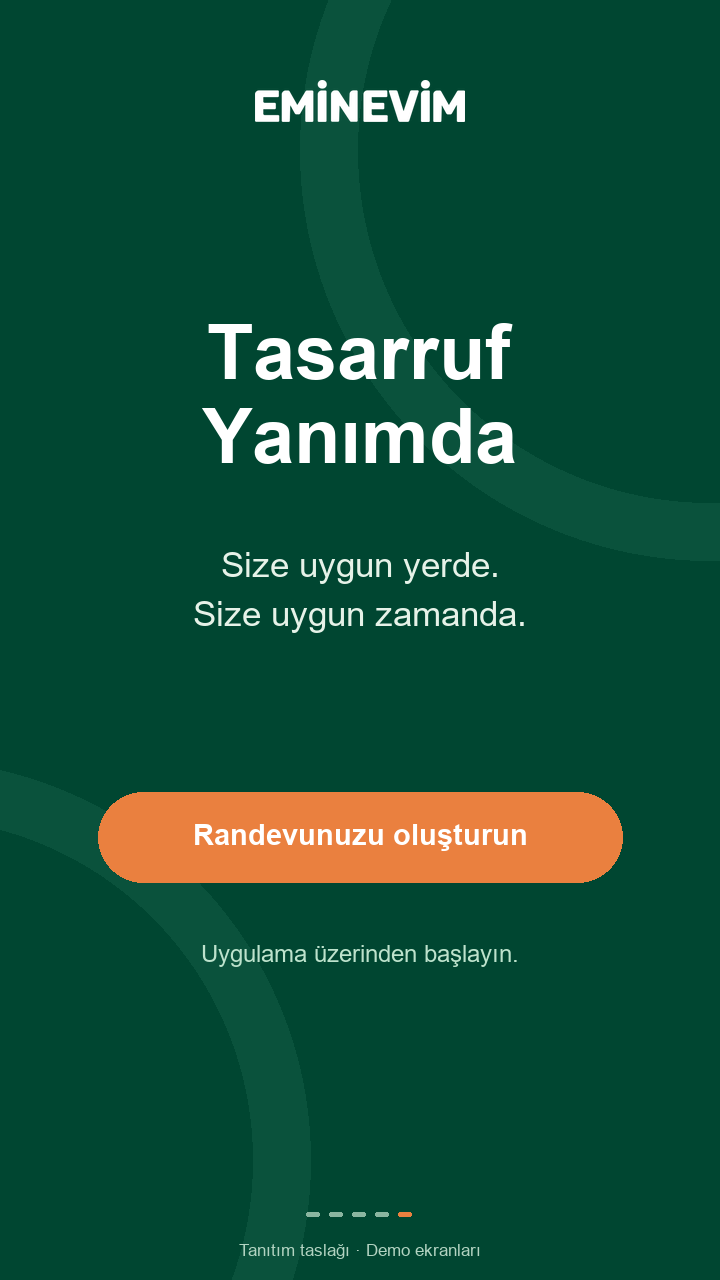 EMİNEVİM
Tasarruf
Yanımda
Size uygun yerde.
Size uygun zamanda.
Randevunuzu oluşturun
Uygulama üzerinden başlayın.
Tanıtım taslağı · Demo ekranları